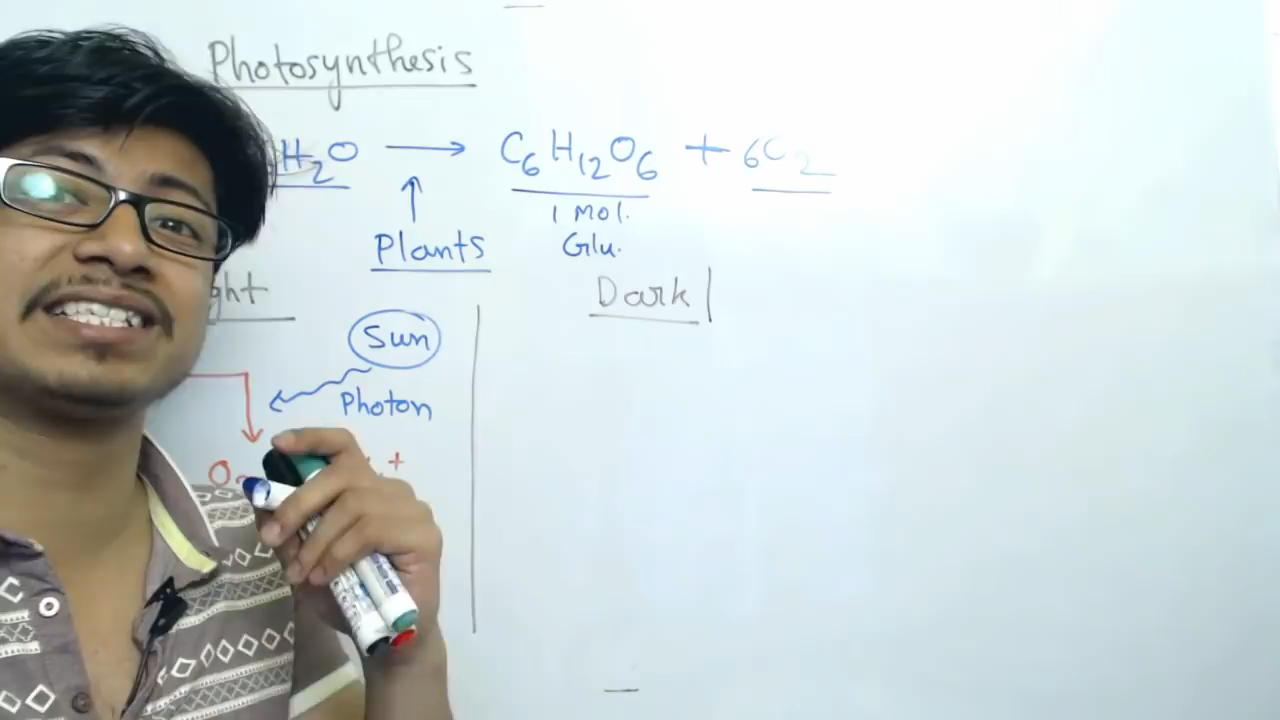 Photosynthesis
H2O → C6H12O6 + 6O2
↑ 1 Mol.
Plants Glu.
ght Dark
Sun
Photon
+